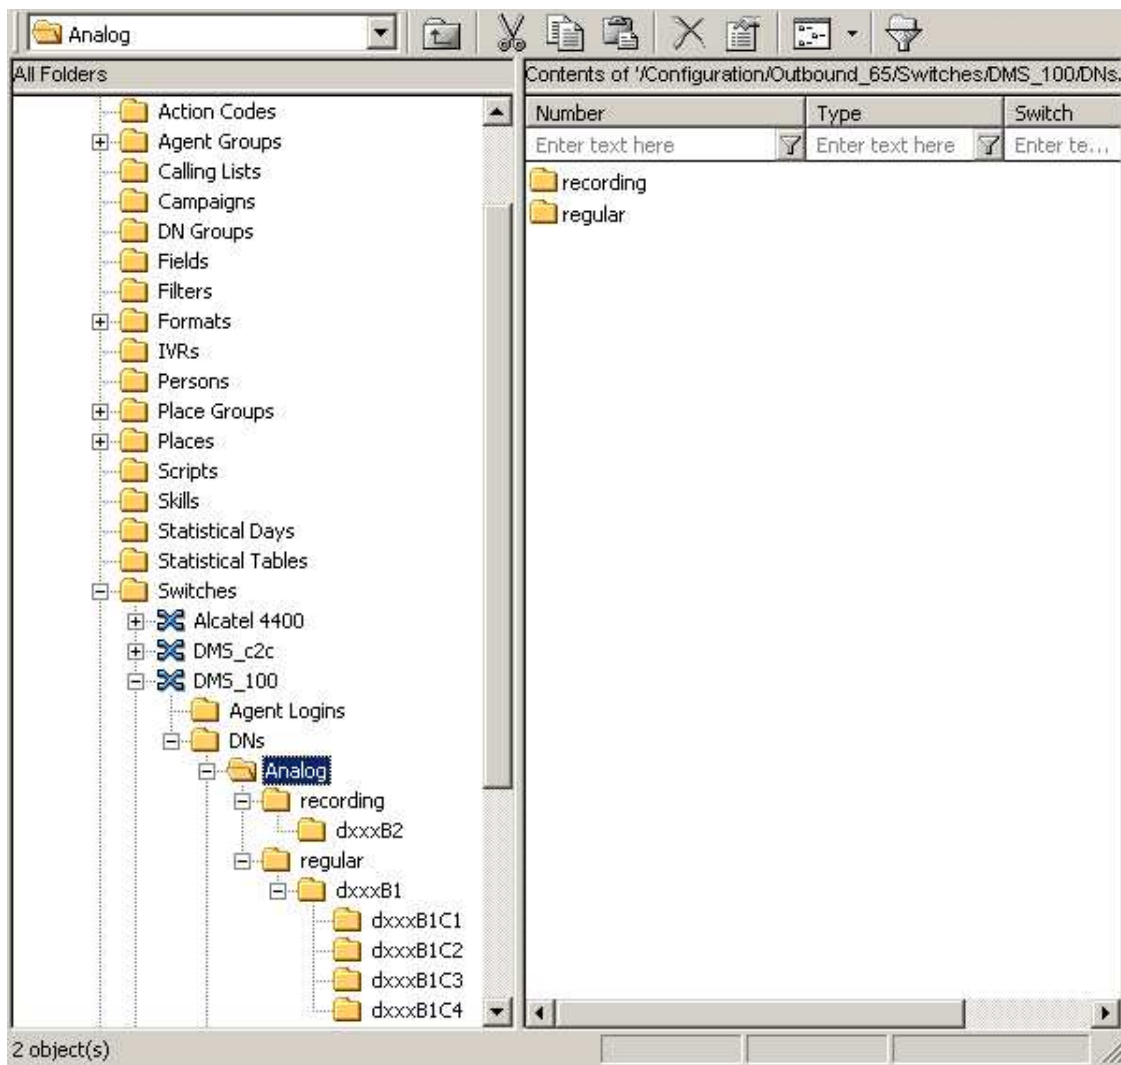 Analog
All Folders
Action Codes
Agent Groups
Calling Lists
Campaigns
DN Groups
Fields
Filters
Formats
IVRs
Persons
Place Groups
Places
Scripts
Skills
Statistical Days
Statistical Tables
Switches
Alcatel 4400
DMS_c2c
DMS_100
Agent Logins
DNs
Analog
recording
dxxxB2
regular
dxxxB1
dxxxB1C1
dxxxB1C2
dxxxB1C3
dxxxB1C4
Contents of '/Configuration/Outbound_65/Switches/DMS_100/DNs.
Number Type Switch
Enter text here Enter text here Enter te...
recording
regular
2 object(s)